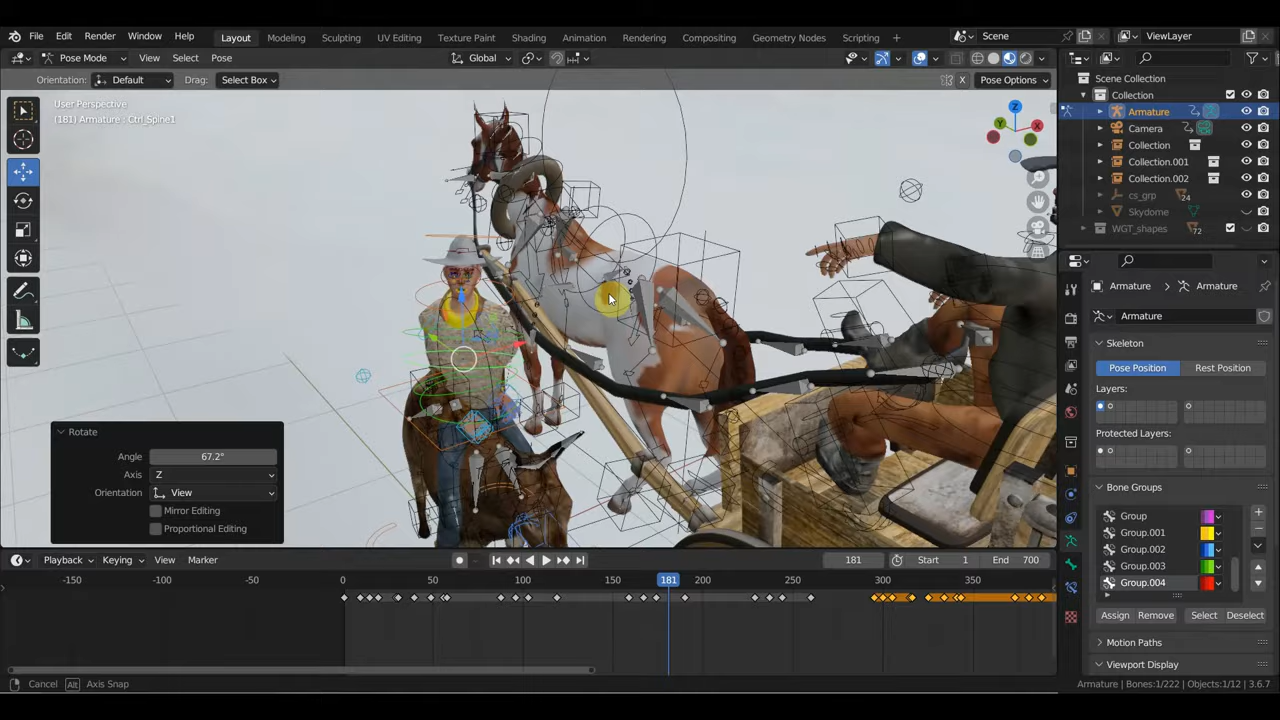 File Edit Render Window Help Layout Modeling Sculpting UV Editing Texture Paint Shading Animation Rendering Compositing Geometry Nodes Scripting + Scene ViewLayer
Pose Mode View Select Pose Global
Orientation: Default Drag: Select Box X Pose Options
User Perspective
(181) Armature : Ctrl_Spine1
Z
Y
X
Scene Collection
Collection
Armature
Camera
Collection
Collection.001
Collection.002
cs_grp 24
Skydome
WGT_shapes 72
Armature > Armature
Armature
Skeleton
Pose Position Rest Position
Layers:
Protected Layers:
Bone Groups
Group
Group.001
Group.002
Group.003
Group.004
Assign Remove Select Deselect
Motion Paths
Viewport Display
Rotate
Angle 67.2°
Axis Z
Orientation View
Mirror Editing
Proportional Editing
Playback Keying View Marker 181 Start 1 End 700
-150 -100 -50 0 50 100 150 181 200 250 300 350
Cancel Alt Axis Snap Armature | Bones:1/222 | Objects:1/12 | 3.6.7